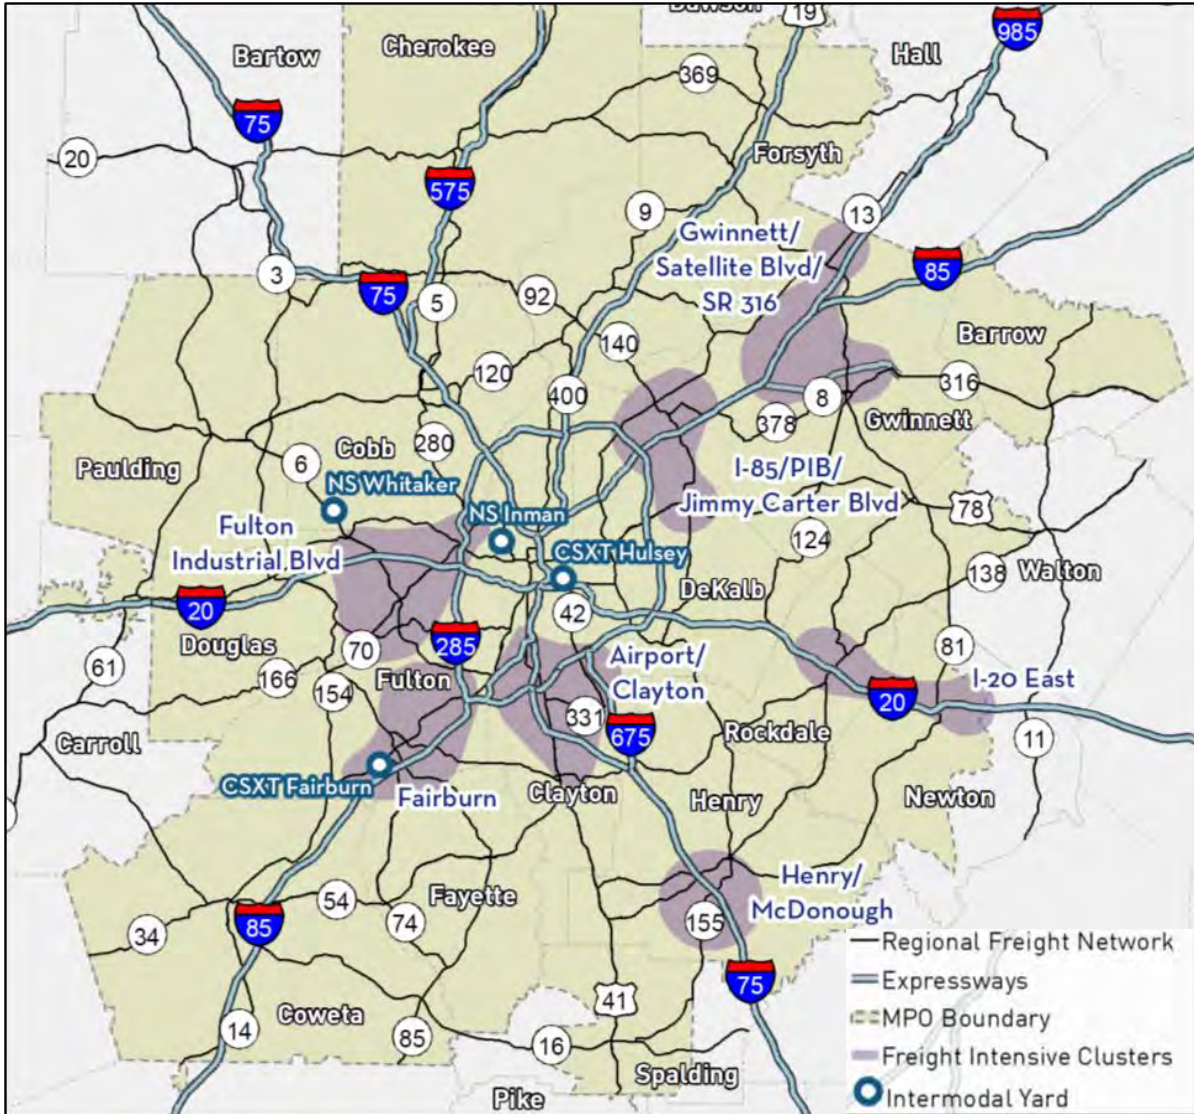 Dawson
19
985
Bartow
Cherokee
Hall
369
75
20
Forsyth
575
9
13
Gwinnett/
Satellite Blvd/
SR 316
85
3
75
5
92
Barrow
140
120
316
400
8
378
Gwinnett
280
Cobb
6
Paulding
I-85/PIB/
Jimmy Carter Blvd
NS Whitaker
78
NS Inman
Fulton
Industrial Blvd
124
CSXT Hulsey
138
Walton
DeKalb
20
42
Douglas
285
70
81
61
Airport/
Clayton
166
Fulton
154
I-20 East
20
331
675
Rockdale
11
Carroll
CSXT Fairburn
Fairburn
Clayton
Henry
Newton
Henry/
McDonough
Fayette
54
74
155
34
85
75
41
Coweta
14
85
16
Spalding
Pike
Regional Freight Network
Expressways
MPO Boundary
Freight Intensive Clusters
Intermodal Yard